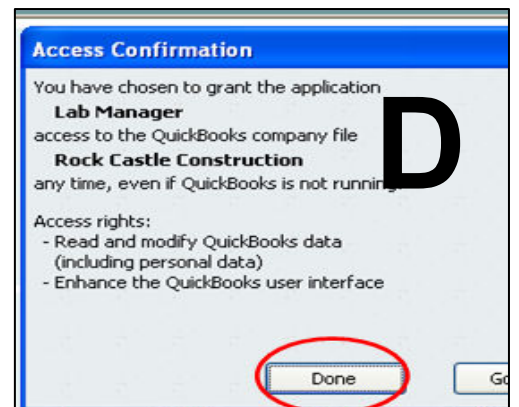 Access Confirmation
You have chosen to grant the application
Lab Manager
access to the QuickBooks company file
Rock Castle Construction
any time, even if QuickBooks is not running.
D
Access rights:
- Read and modify QuickBooks data
(including personal data)
- Enhance the QuickBooks user interface
Done